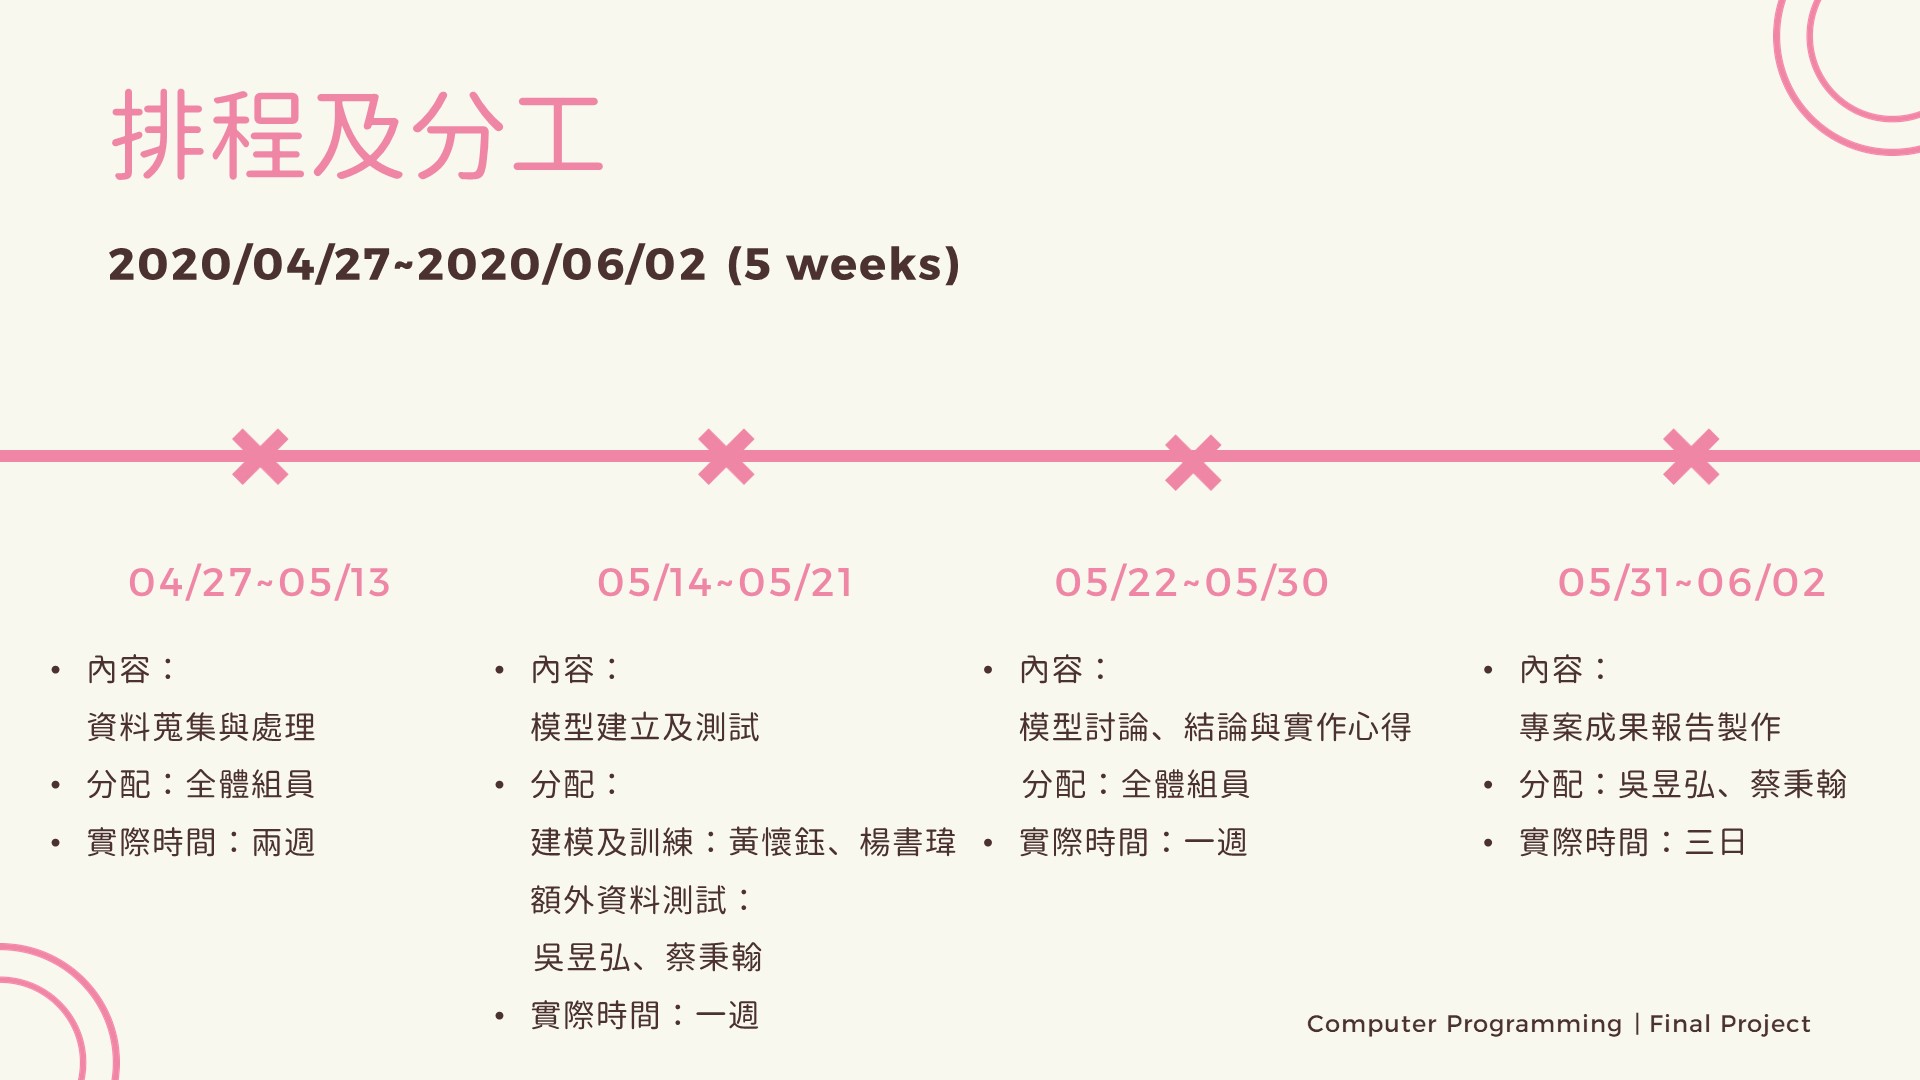 排程及分工
2020/04/27~2020/06/02 (5 weeks)
04/27~05/13
• 內容：
資料蒐集與處理
• 分配：全體組員
• 實際時間：兩週
05/14~05/21
• 內容：
模型建立及測試
• 分配：
建模及訓練：黃懷鈺、楊書瑋
額外資料測試：
吳昱弘、蔡秉翰
• 實際時間：一週
05/22~05/30
• 內容：
模型討論、結論與實作心得
分配：全體組員
• 實際時間：一週
05/31~06/02
• 內容：
專案成果報告製作
• 分配：吳昱弘、蔡秉翰
• 實際時間：三日
Computer Programming | Final Project